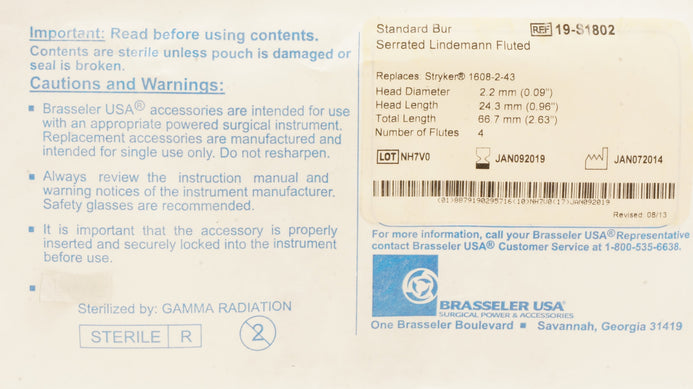 Important: Read before using contents.
Contents are sterile unless pouch is damaged or
seal is broken.
Cautions and Warnings:
▪ Brasseler USA® accessories are intended for use
with an appropriate powered surgical instrument.
Replacement accessories are manufactured and
intended for single use only. Do not resharpen.
▪ Always review the instruction manual and
warning notices of the instrument manufacturer.
Safety glasses are recommended.
▪ It is important that the accessory is properly
inserted and securely locked into the instrument
before use.
Sterilized by: GAMMA RADIATION
STERILE R
2
Standard Bur REF 19-S1802
Serrated Lindemann Fluted
Replaces: Stryker® 1608-2-43
Head Diameter 2.2 mm (0.09")
Head Length 24.3 mm (0.96")
Total Length 66.7 mm (2.63")
Number of Flutes 4
LOT NH7V0 JAN092019 JAN072014
(01)8879190295716(10)NH7V0(17)JAN092019
Revised: 08/13
For more information, call your Brasseler USA® Representative
contact Brasseler USA® Customer Service at 1-800-535-6638.
BRASSELER USA®
SURGICAL POWER & ACCESSORIES
One Brasseler Boulevard ▪ Savannah, Georgia 31419